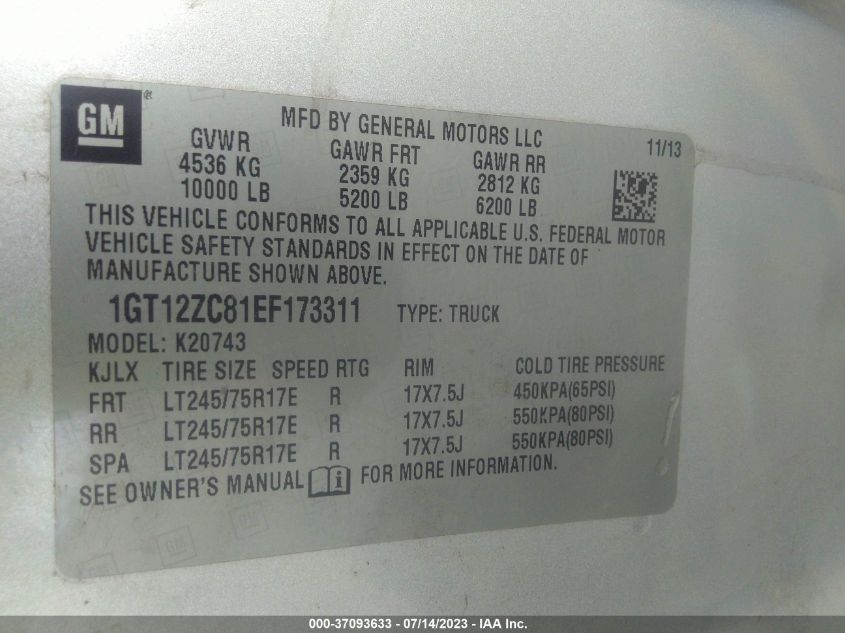 GM®
MFD BY GENERAL MOTORS LLC
11/13
GVWR GAWR FRT GAWR RR
4536 KG 2359 KG 2812 KG
10000 LB 5200 LB 6200 LB
THIS VEHICLE CONFORMS TO ALL APPLICABLE U.S. FEDERAL MOTOR
VEHICLE SAFETY STANDARDS IN EFFECT ON THE DATE OF
MANUFACTURE SHOWN ABOVE.
1GT12ZC81EF173311 TYPE: TRUCK
MODEL: K20743
KJLX TIRE SIZE SPEED RTG RIM COLD TIRE PRESSURE
FRT LT245/75R17E R 17X7.5J 450KPA(65PSI)
RR LT245/75R17E R 17X7.5J 550KPA(80PSI)
SPA LT245/75R17E R 17X7.5J 550KPA(80PSI)
SEE OWNER'S MANUAL FOR MORE INFORMATION.
000-37093633 / 07/14/2023 - IAA Inc.